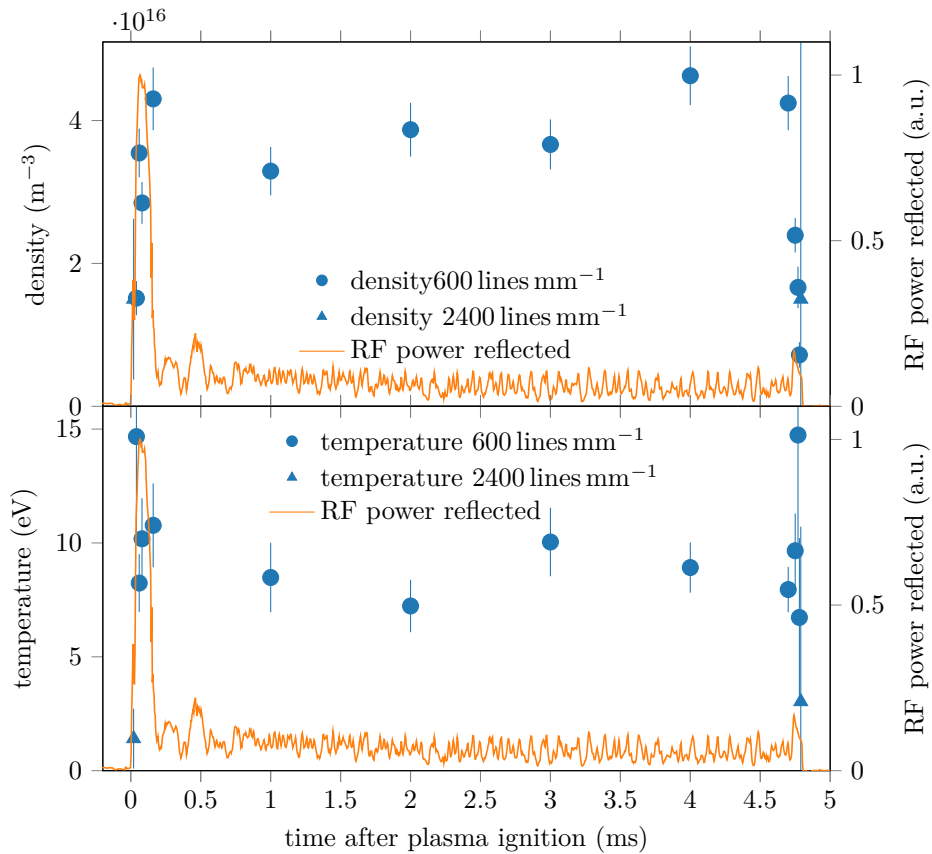 ·10¹⁶
4
2
0
density (m⁻³)
1
0.5
0
RF power reflected (a.u.)
density600 lines mm⁻¹
density 2400 lines mm⁻¹
RF power reflected
15
10
5
0
temperature (eV)
1
0.5
0
RF power reflected (a.u.)
temperature 600 lines mm⁻¹
temperature 2400 lines mm⁻¹
RF power reflected
0 0.5 1 1.5 2 2.5 3 3.5 4 4.5 5
time after plasma ignition (ms)